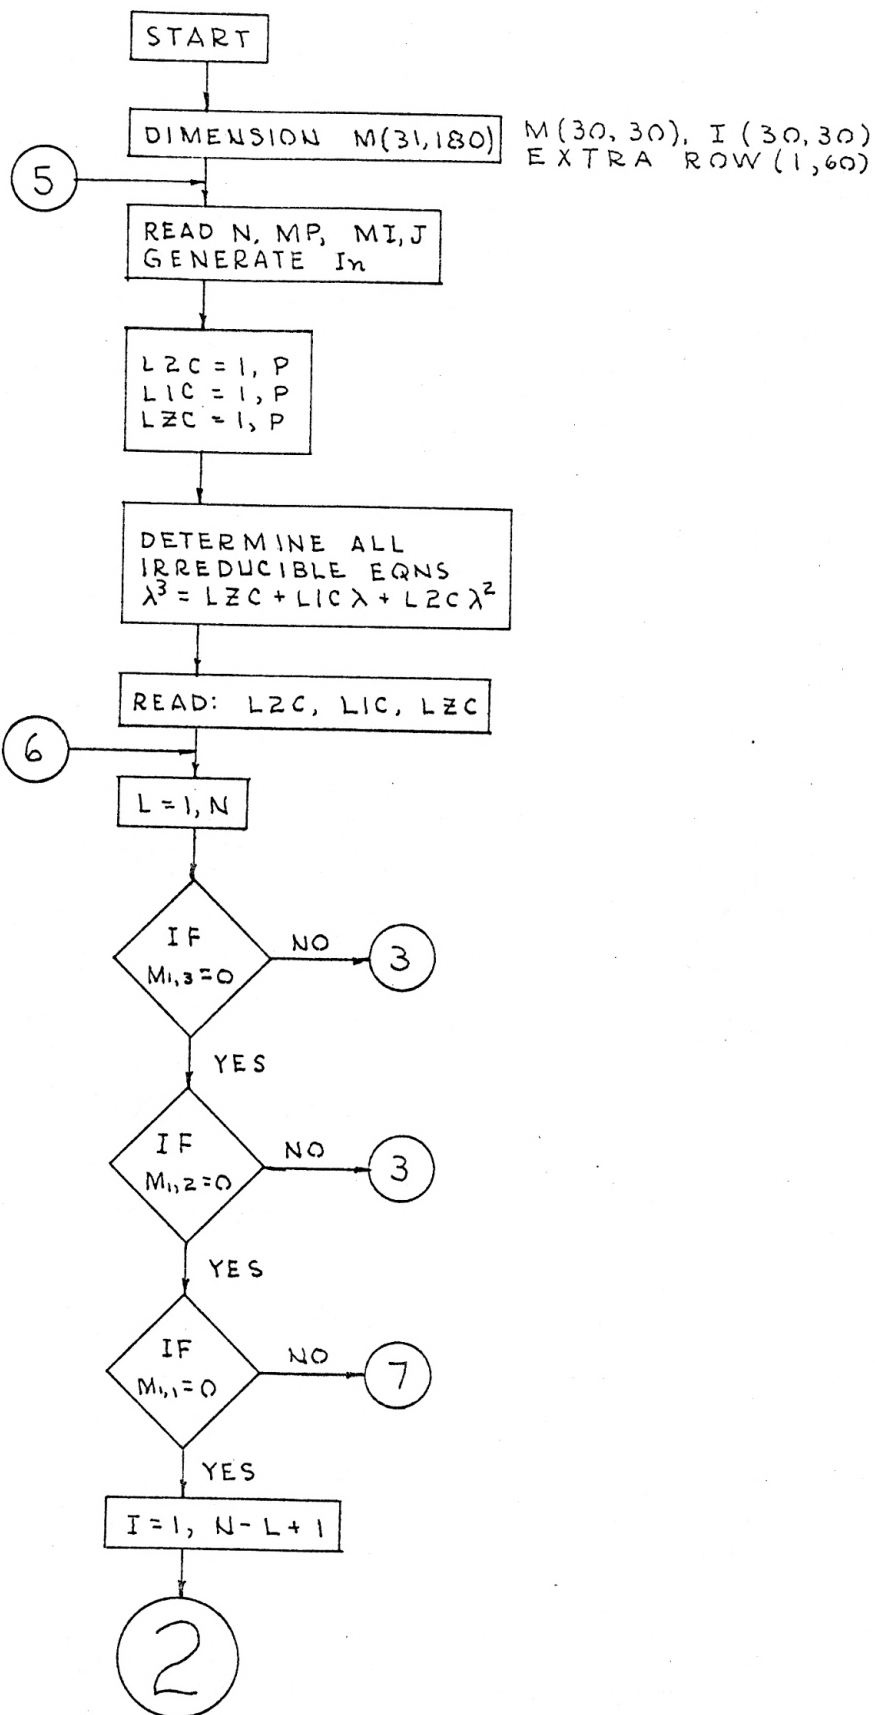 START
DIMENSION M(31,180)
M(30,30), I(30,30)
EXTRA ROW(1,60)
5
READ N, MP, MI, J
GENERATE In
L2C = 1, P
L1C = 1, P
LZC = 1, P
DETERMINE ALL
IRREDUCIBLE EQNS
λ³ = LZC + L1Cλ + L2Cλ²
READ: L2C, L1C, LZC
6
L = 1, N
IF
M₁,₃ = 0
NO
3
YES
IF
M₁,₂ = 0
NO
3
YES
IF
M₁,₁ = 0
NO
7
YES
I = 1, N - L + 1
2